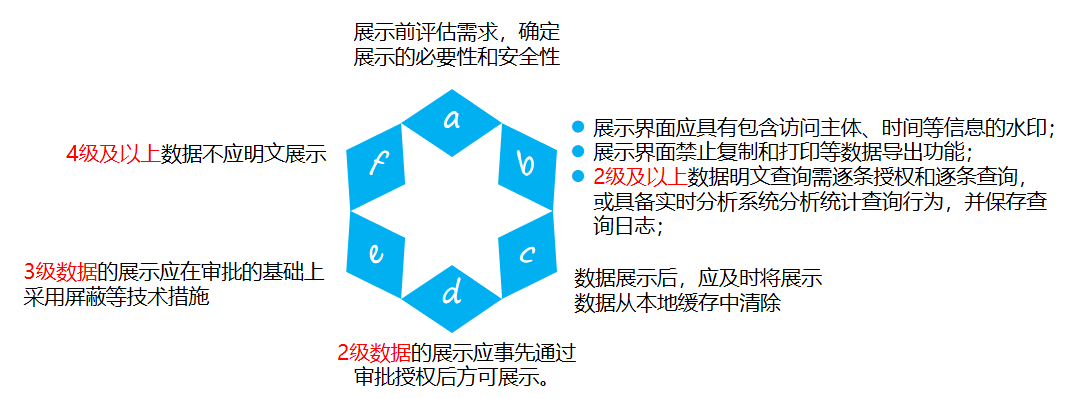 展示前评估需求，确定
展示的必要性和安全性
a
b
展示界面应具有包含访问主体、时间等信息的水印；
展示界面禁止复制和打印等数据导出功能；
2级及以上数据明文查询需逐条授权和逐条查询，
或具备实时分析系统分析统计查询行为，并保存查
询日志；
c
数据展示后，应及时将展示
数据从本地缓存中清除
d
2级数据的展示应事先通过
审批授权后方可展示。
e
3级数据的展示应在审批的基础上
采用屏蔽等技术措施
f
4级及以上数据不应明文展示